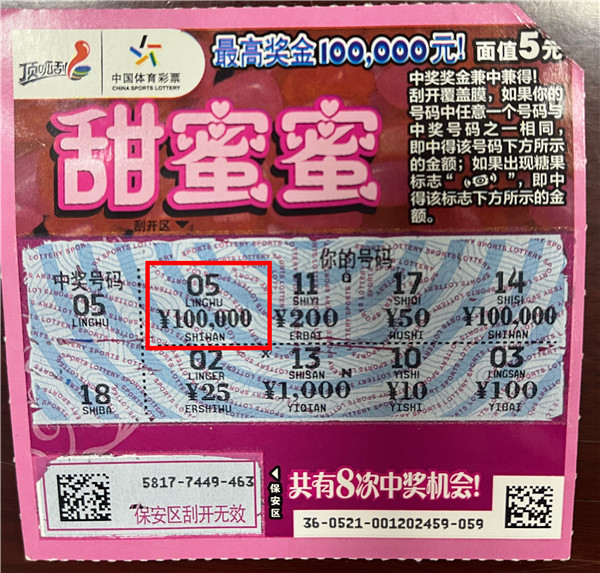 顶呱刮
中国体育彩票
CHINA SPORTS LOTTERY
最高奖金100,000元! 面值5元
甜蜜蜜
中奖奖金兼中兼得!
刮开覆盖膜，如果你的
号码中任意一个号码与
中奖号码之一相同，
即中得该号码下方所示
的金额；如果出现糖果
标志“ ”，即中
得该标志下方所示的金
额。
刮开区
中奖号码
05
LINGWU
18
SHIBA
你的号码
05 11 17 14
LINGWU SHIYI SHIQI SHISI
¥100,000 ¥200 ¥50 ¥100,000
SHIWAN ERBAI WUSHI SHIWAN
02 13 10 03
LINGER SHISAN YISHI LINGSAN
¥25 ¥1,000 ¥10 ¥100
ERSHIWU YIQIAN YISHI YIBAI
5817-7449-463
保安区刮开无效
保安区
共有8次中奖机会!
36-0521-001202459-059